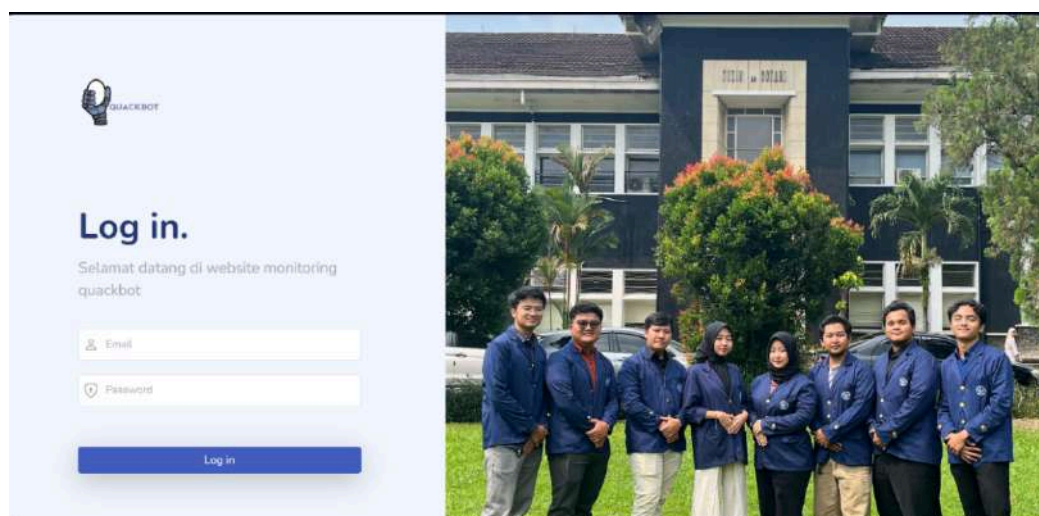 QUACKBOT
Log in.
Selamat datang di website monitoring
quackbot
Email
Password
Log in